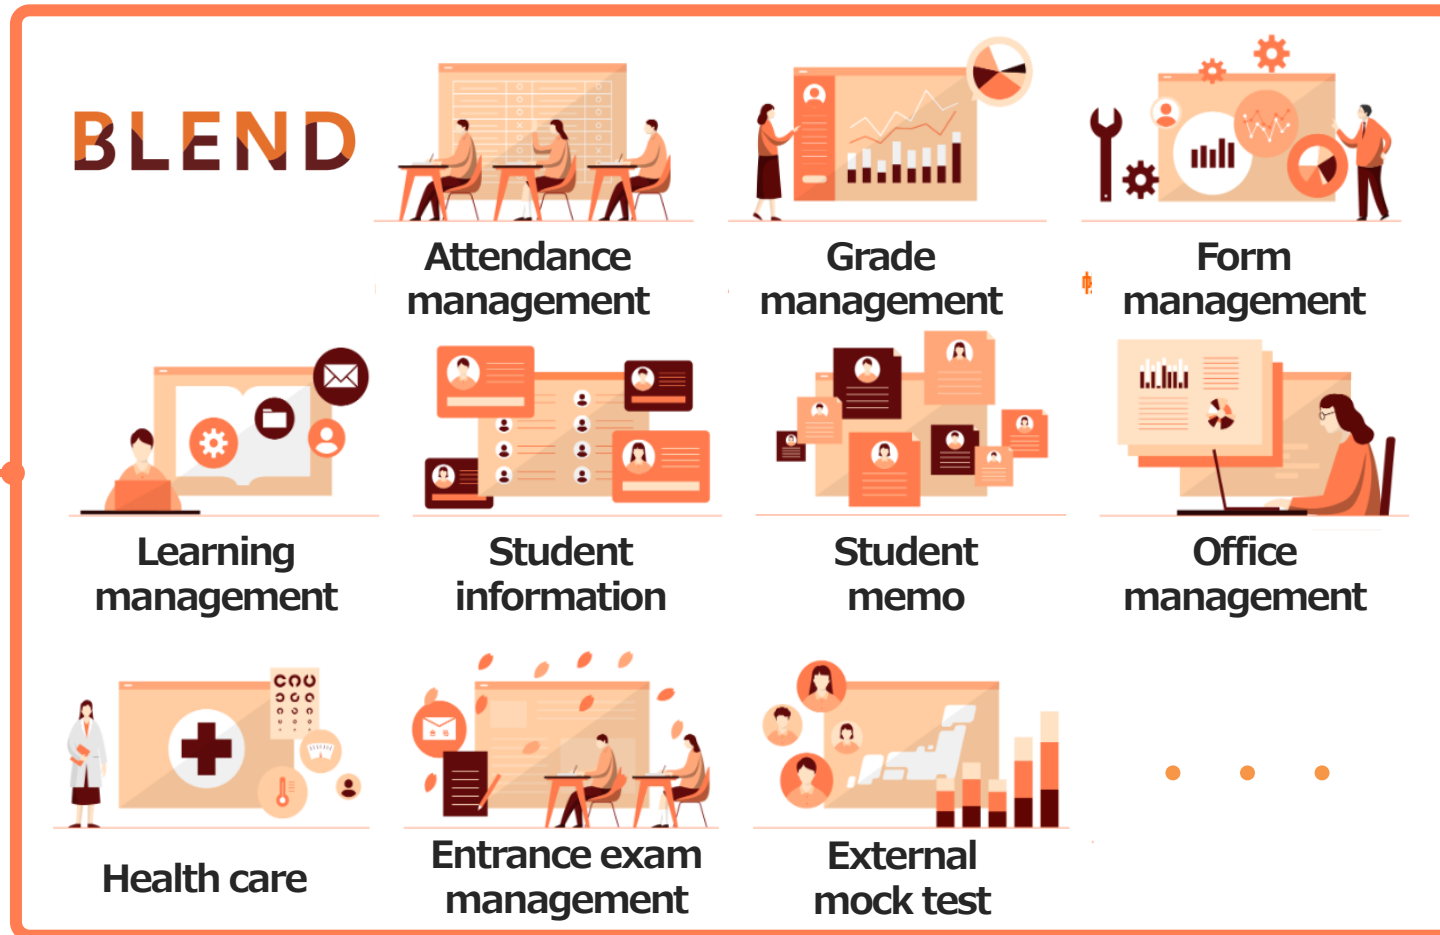 BLEND
Attendance
management
Grade
management
Form
management
Learning
management
Student
information
Student
memo
Office
management
Health care
Entrance exam
management
External
mock test